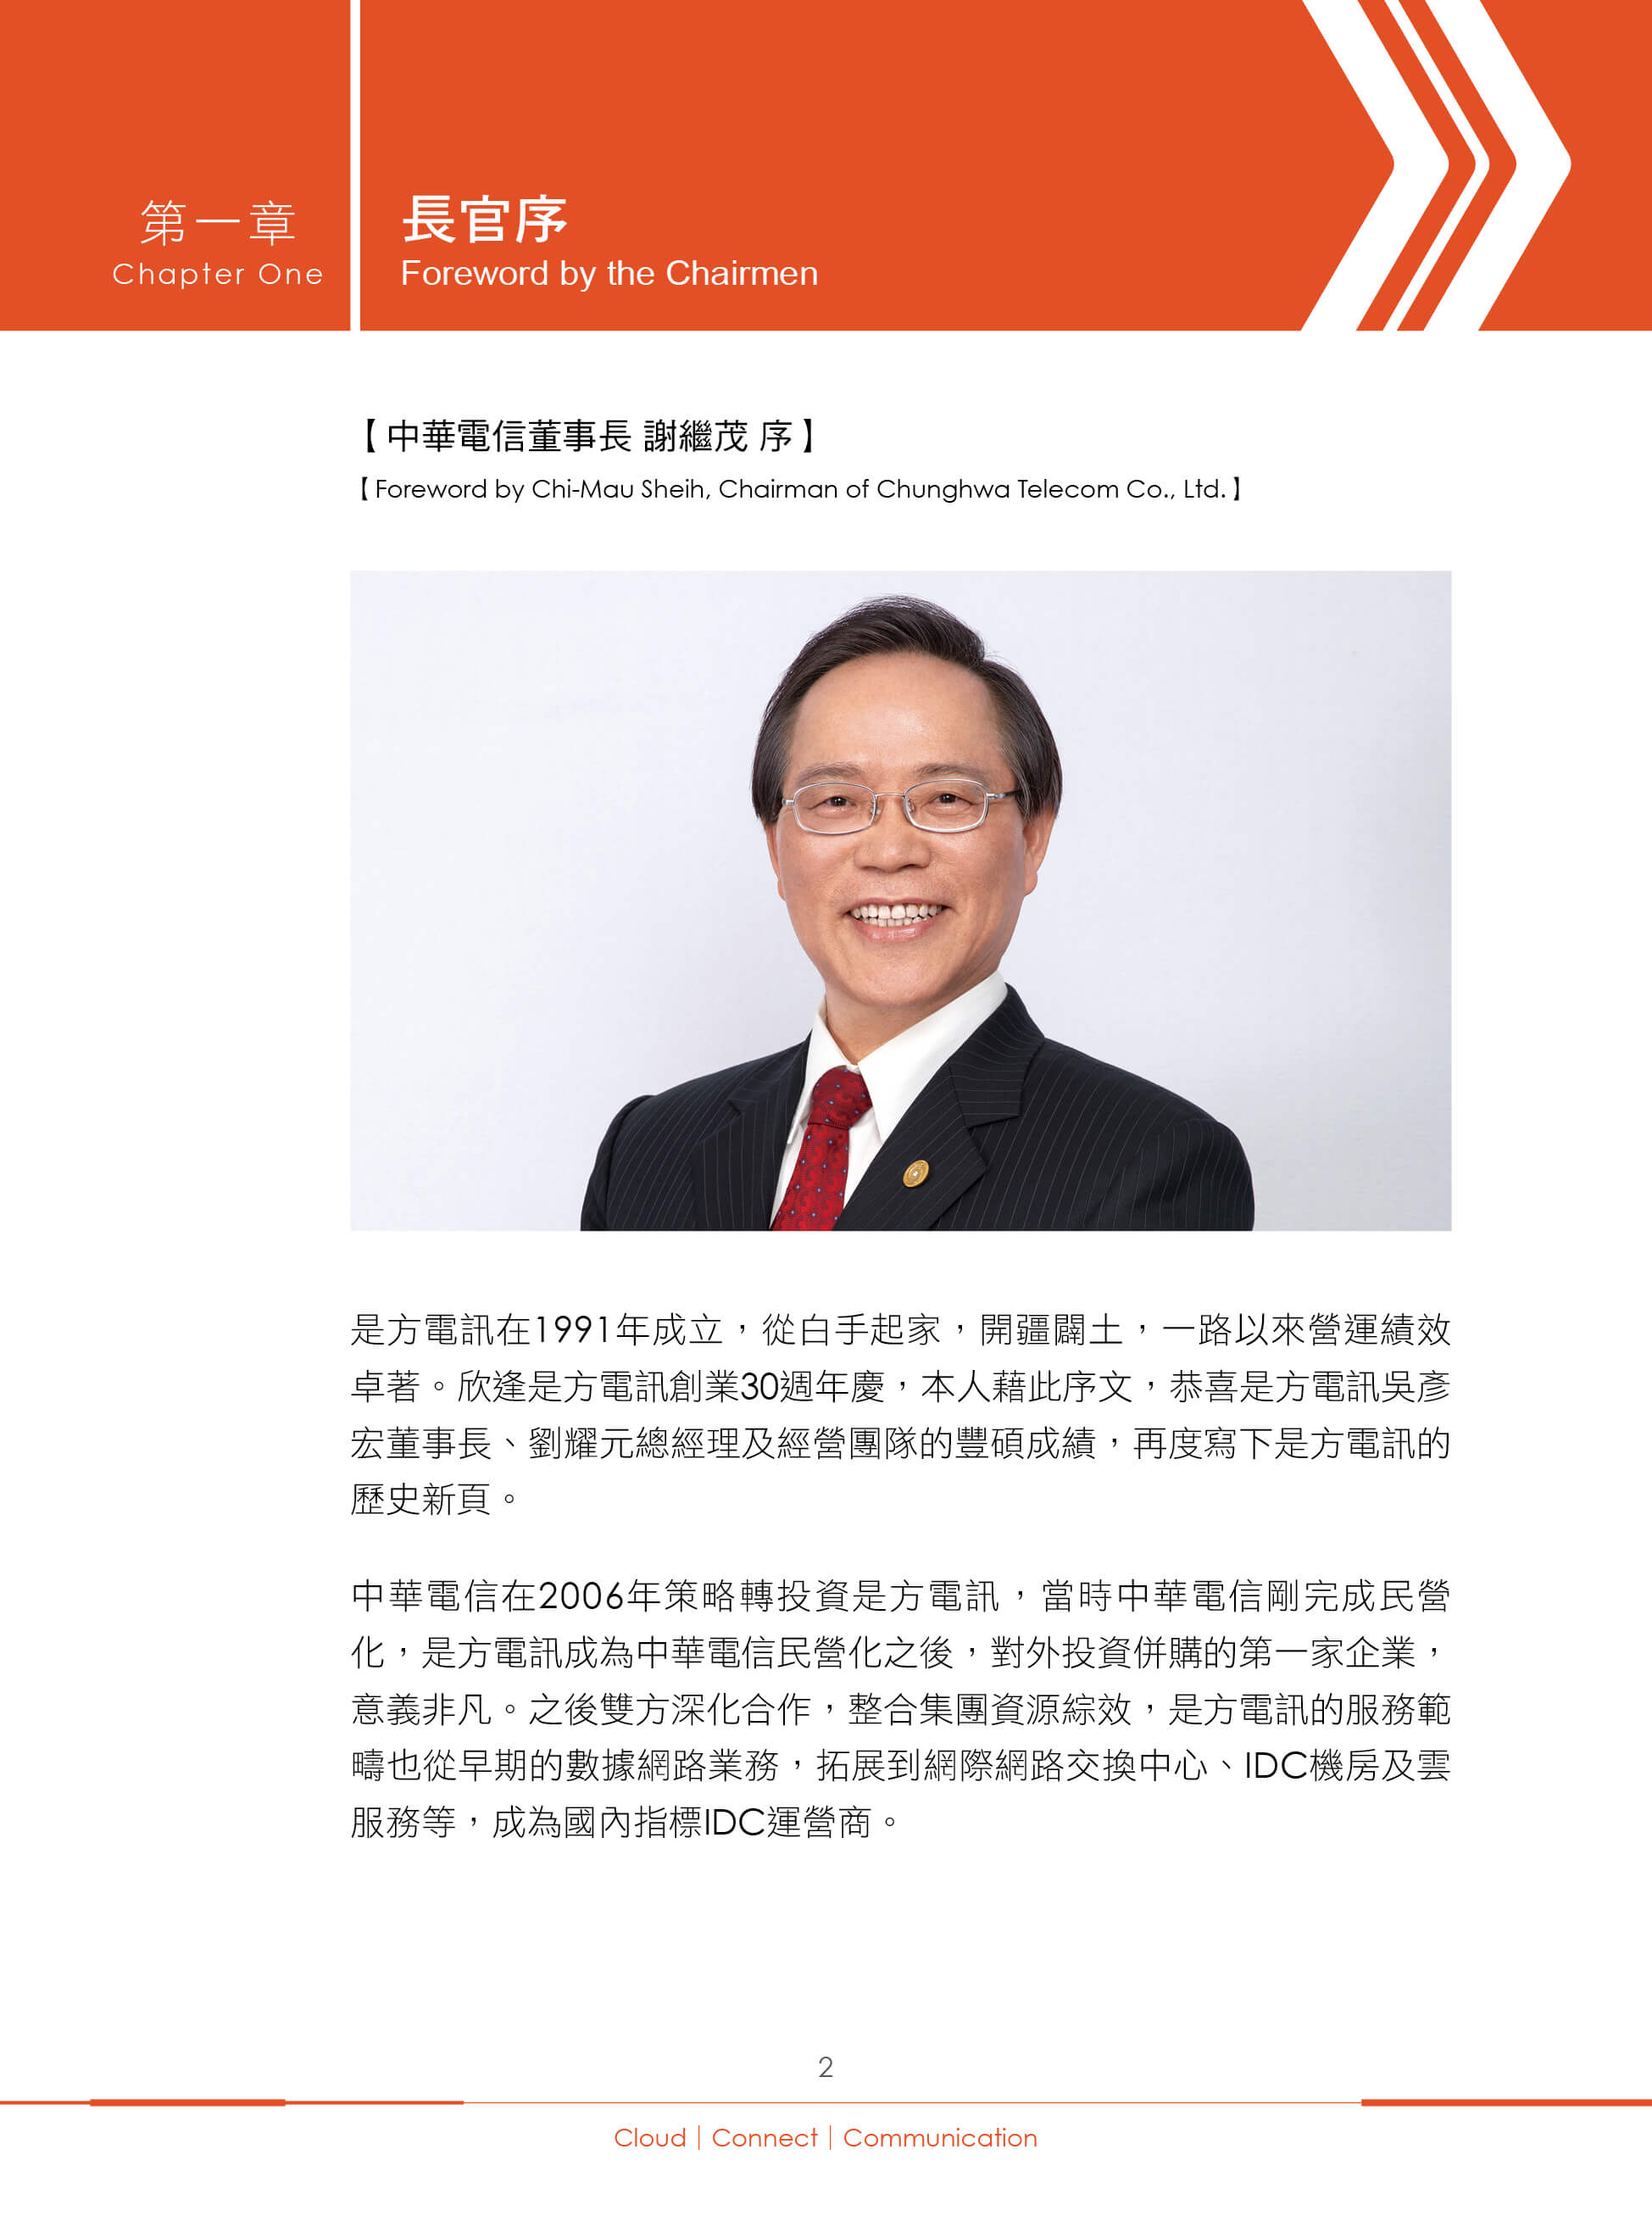 第一章
Chapter One
長官序
Foreword by the Chairmen
【中華電信董事長 謝繼茂 序】
【Foreword by Chi-Mau Sheih, Chairman of Chunghwa Telecom Co., Ltd.】
是方電訊在1991年成立，從白手起家，開疆闢土，一路以來營運績效
卓著。欣逢是方電訊創業30週年慶，本人藉此序文，恭喜是方電訊吳彥
宏董事長、劉耀元總經理及經營團隊的豐碩成績，再度寫下是方電訊的
歷史新頁。
中華電信在2006年策略轉投資是方電訊，當時中華電信剛完成民營
化，是方電訊成為中華電信民營化之後，對外投資併購的第一家企業，
意義非凡。之後雙方深化合作，整合集團資源綜效，是方電訊的服務範
疇也從早期的數據網路業務，拓展到網際網路交換中心、IDC機房及雲
服務等，成為國內指標IDC運營商。
2
Cloud｜Connect｜Communication